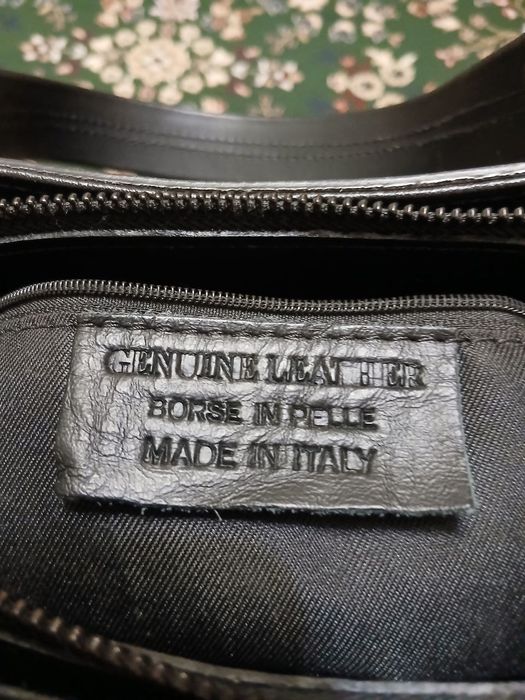 GENUINE LEATHER
BORSE IN PELLE
MADE IN ITALY